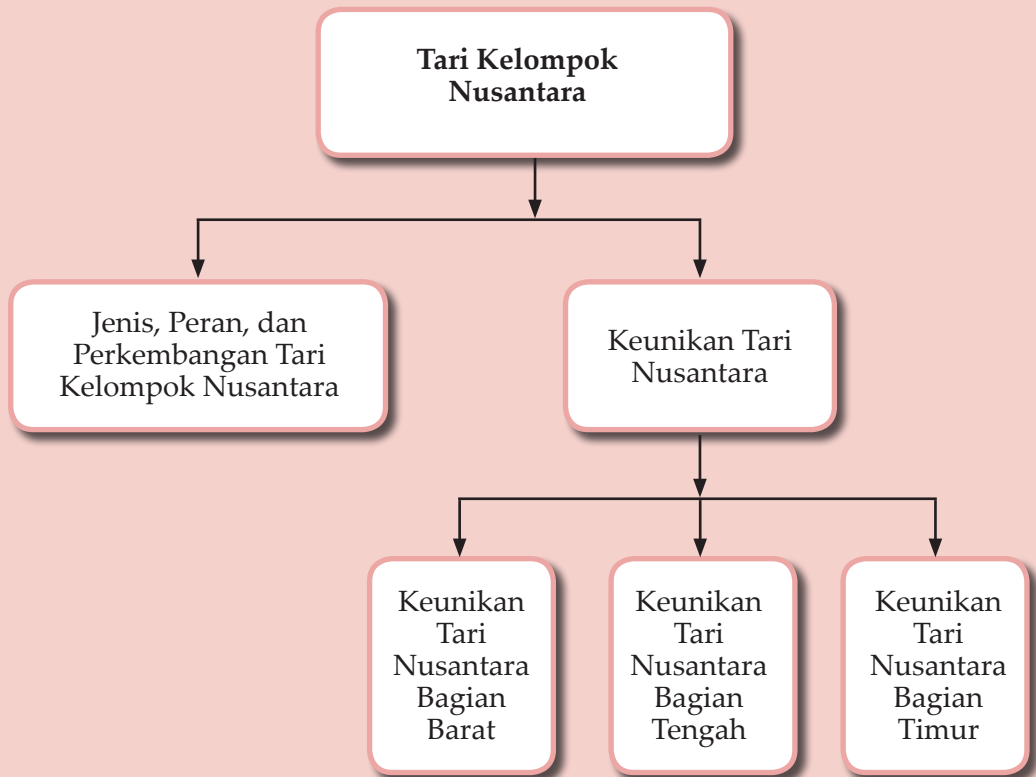 Tari Kelompok
Nusantara
Jenis, Peran, dan
Perkembangan Tari
Kelompok Nusantara
Keunikan Tari
Nusantara
Keunikan
Tari
Nusantara
Bagian
Barat
Keunikan
Tari
Nusantara
Bagian
Tengah
Keunikan
Tari
Nusantara
Bagian
Timur